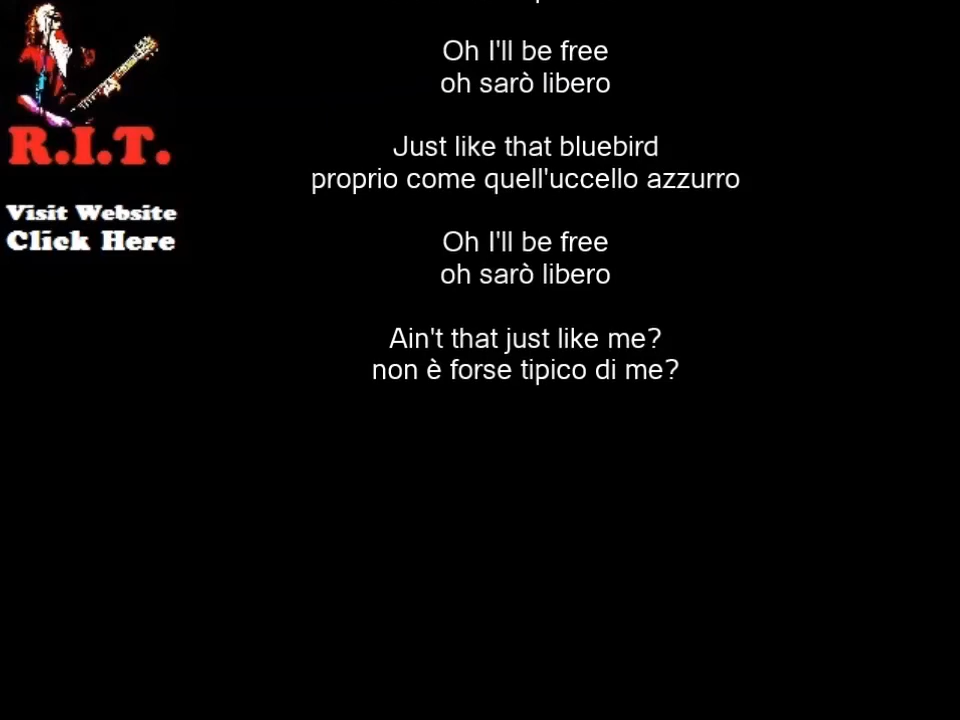 R.I.T.
Visit Website
Click Here
Oh I'll be free
oh sarò libero
Just like that bluebird
proprio come quell'uccello azzurro
Oh I'll be free
oh sarò libero
Ain't that just like me?
non è forse tipico di me?